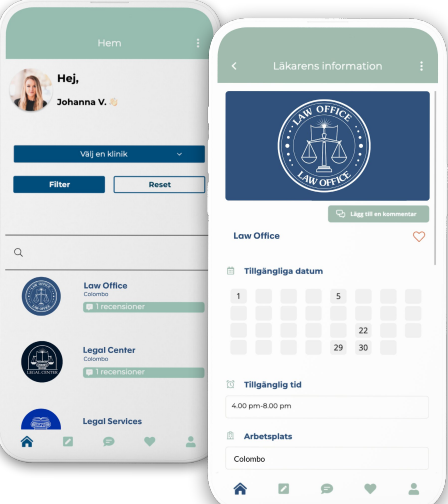 Hem
Hej,
Johanna V.
Välj en klinik
Filter
Reset
Law Office
Colombo
1 recensioner
LEGAL CENTER
Legal Center
Colombo
1 recensioner
Legal Services
Läkarens information
LAW OFFICE
LAW OFFICE
Lägg till en kommentar
Law Office
Tillgängliga datum
1 5
22
29 30
Tillgänglig tid
4.00 pm-8.00 pm
Arbetsplats
Colombo